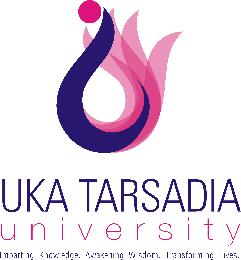 UKA TARSADIA
university
Imparting Knowledge. Awakening Wisdom. Transforming Lives.